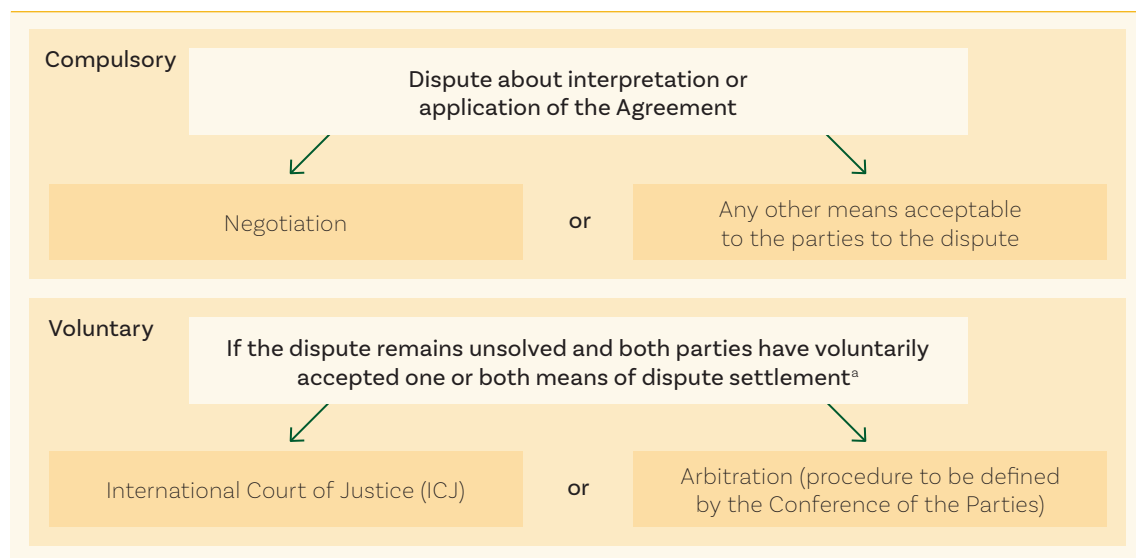 Compulsory
Dispute about interpretation or
application of the Agreement
Negotiation
or
Any other means acceptable
to the parties to the dispute
Voluntary
If the dispute remains unsolved and both parties have voluntarily
accepted one or both means of dispute settlementᵃ
International Court of Justice (ICJ)
or
Arbitration (procedure to be defined
by the Conference of the Parties)